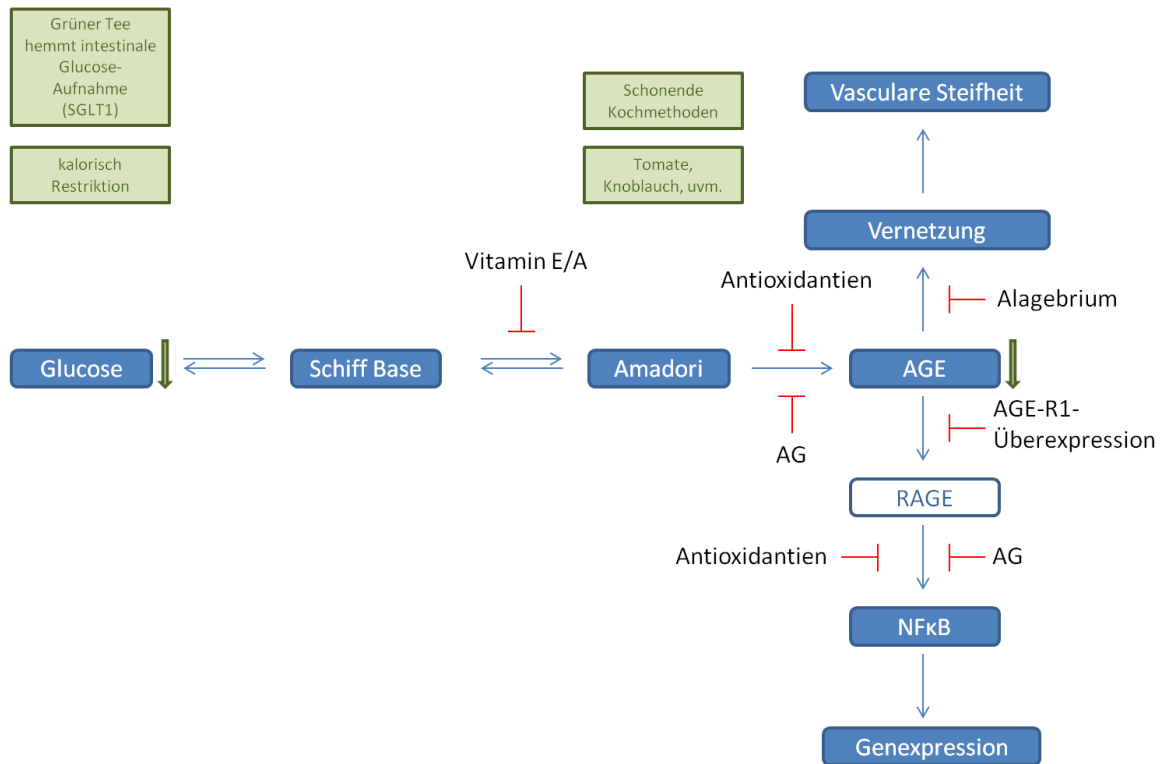 Grüner Tee
hemmt intestinale
Glucose-
Aufnahme
(SGLT1)
kalorisch
Restriktion
Schonende
Kochmethoden
Tomate,
Knoblauch, uvm.
Vasculare Steifheit
Vernetzung
Vitamin E/A
Antioxidantien
Alagebrium
Glucose
Schiff Base
Amadori
AGE
AG
AGE-R1-
Überexpression
RAGE
Antioxidantien
AG
NFκB
Genexpression